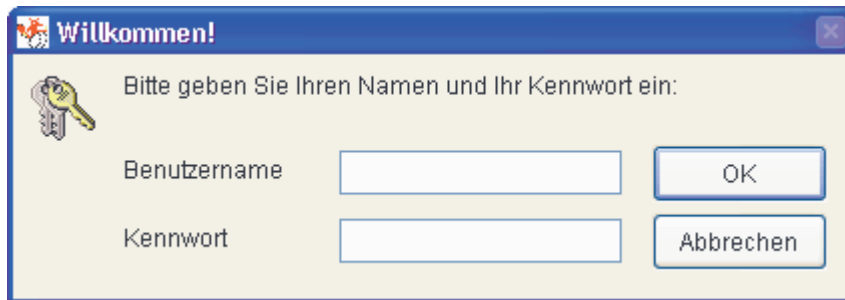 Willkommen!
Bitte geben Sie Ihren Namen und Ihr Kennwort ein:
Benutzername
OK
Kennwort
Abbrechen